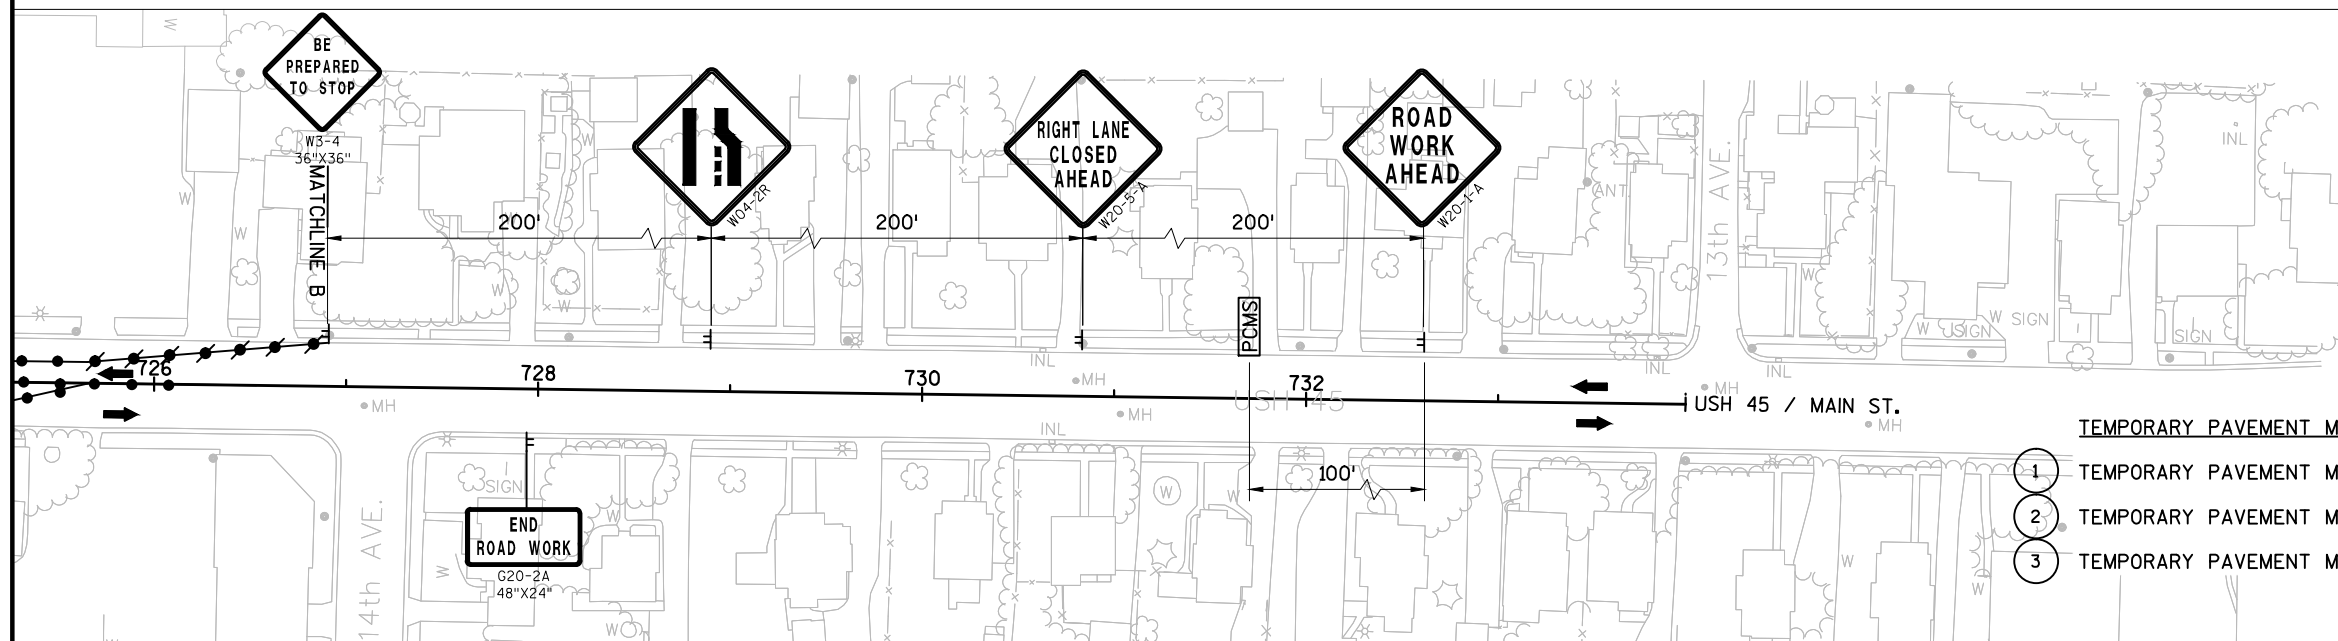 BE
PREPARED
TO STOP
W3-4
36"X36"
MATCHLINE B
200'
W04-2R
200'
RIGHT LANE
CLOSED
AHEAD
W20-5-A
200'
ROAD
WORK
AHEAD
W20-1-A
PCMS
ANT
13th AVE.
INL
W
W
W
W
W
W
W
W
W
SIGN
SIGN
SIGN
INL
INL
INL
726
728
730
732
MH
MH
MH
MH
MH
USH 45
USH 45 / MAIN ST.
INL
100'
14th AVE.
SIGN
END
ROAD WORK
G20-2A
48"X24"
W
W
W
W
W
W
W
W
TEMPORARY PAVEMENT M
1 TEMPORARY PAVEMENT M
2 TEMPORARY PAVEMENT M
3 TEMPORARY PAVEMENT M